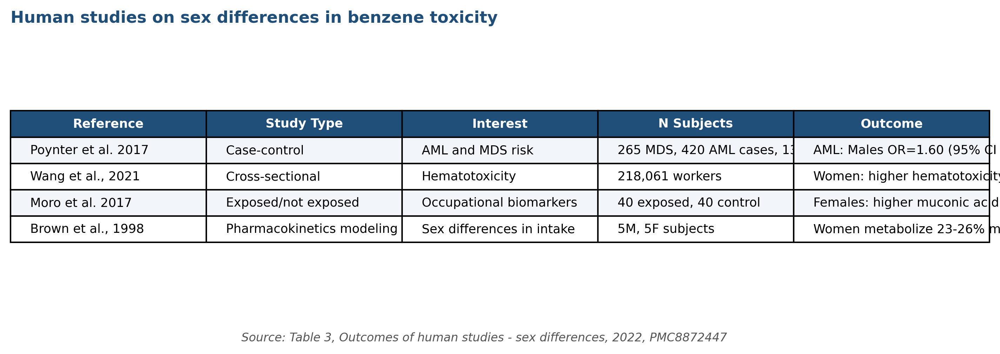 Human studies on sex differences in benzene toxicity
Reference Study Type Interest N Subjects Outcome
Poynter et al. 2017 Case-control AML and MDS risk 265 MDS, 420 AML cases, 13 AML: Males OR=1.60 (95% CI
Wang et al., 2021 Cross-sectional Hematotoxicity 218,061 workers Women: higher hematotoxicity
Moro et al. 2017 Exposed/not exposed Occupational biomarkers 40 exposed, 40 control Females: higher muconic acid
Brown et al., 1998 Pharmacokinetics modeling Sex differences in intake 5M, 5F subjects Women metabolize 23-26%
Source: Table 3, Outcomes of human studies - sex differences, 2022, PMC8872447